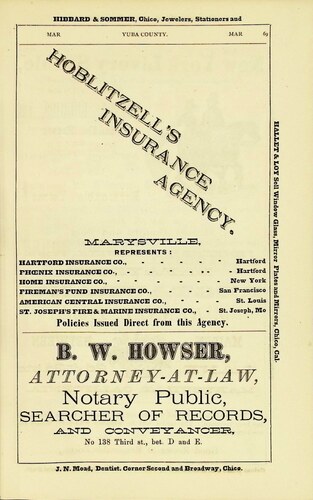 HIBBARD & SOMMER, Chico, Jewelers, Stationers and
MAR YUBA COUNTY. MAR 69
HOBLITZELL'S
INSURANCE
AGENCY.
MARYSVILLE,
REPRESENTS:
HARTFORD INSURANCE CO., - - - - - - Hartford
PHŒNIX INSURANCE CO., - - - - - - Hartford
HOME INSURANCE CO., - - - - - - New York
FIREMAN'S FUND INSURANCE CO., - - - - San Francisco
AMERICAN CENTRAL INSURANCE CO., - - - - St. Louis
ST. JOSEPH'S FIRE & MARINE INSURANCE CO., - - St. Joseph, Mo
Policies Issued Direct from this Agency.
B. W. HOWSER,
ATTORNEY-AT-LAW,
Notary Public,
SEARCHER OF RECORDS,
AND CONVEYANCER,
No 138 Third st., bet. D and E.
J. N. Mead, Dentist. Corner Second and Broadway, Chico.
HALLET & LOY Sell Window Glass, Mirror Plates and Mirrors, Chico, Cal.